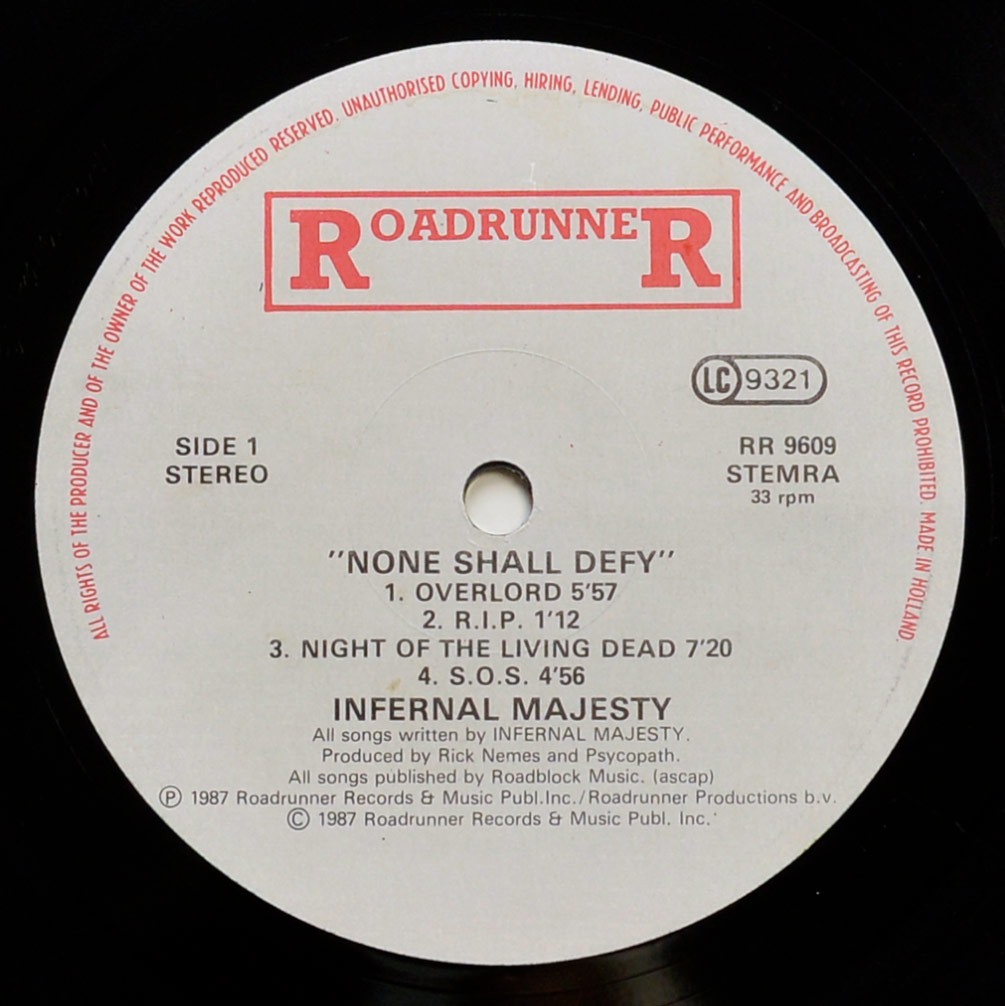 ALL RIGHTS OF THE PRODUCER AND OF THE OWNER OF THE WORK REPRODUCED RESERVED. UNAUTHORISED COPYING, HIRING, LENDING, PUBLIC PERFORMANCE AND BROADCASTING OF THIS RECORD PROHIBITED. MADE IN HOLLAND.
ROADRUNNER
LC 9321
SIDE 1
STEREO
RR 9609
STEMRA
33 rpm
"NONE SHALL DEFY"
1. OVERLORD 5'57
2. R.I.P. 1'12
3. NIGHT OF THE LIVING DEAD 7'20
4. S.O.S. 4'56
INFERNAL MAJESTY
All songs written by INFERNAL MAJESTY.
Produced by Rick Nemes and Psycopath.
All songs published by Roadblock Music. (ascap)
Ⓟ 1987 Roadrunner Records & Music Publ.Inc./Roadrunner Productions b.v.
© 1987 Roadrunner Records & Music Publ. Inc.